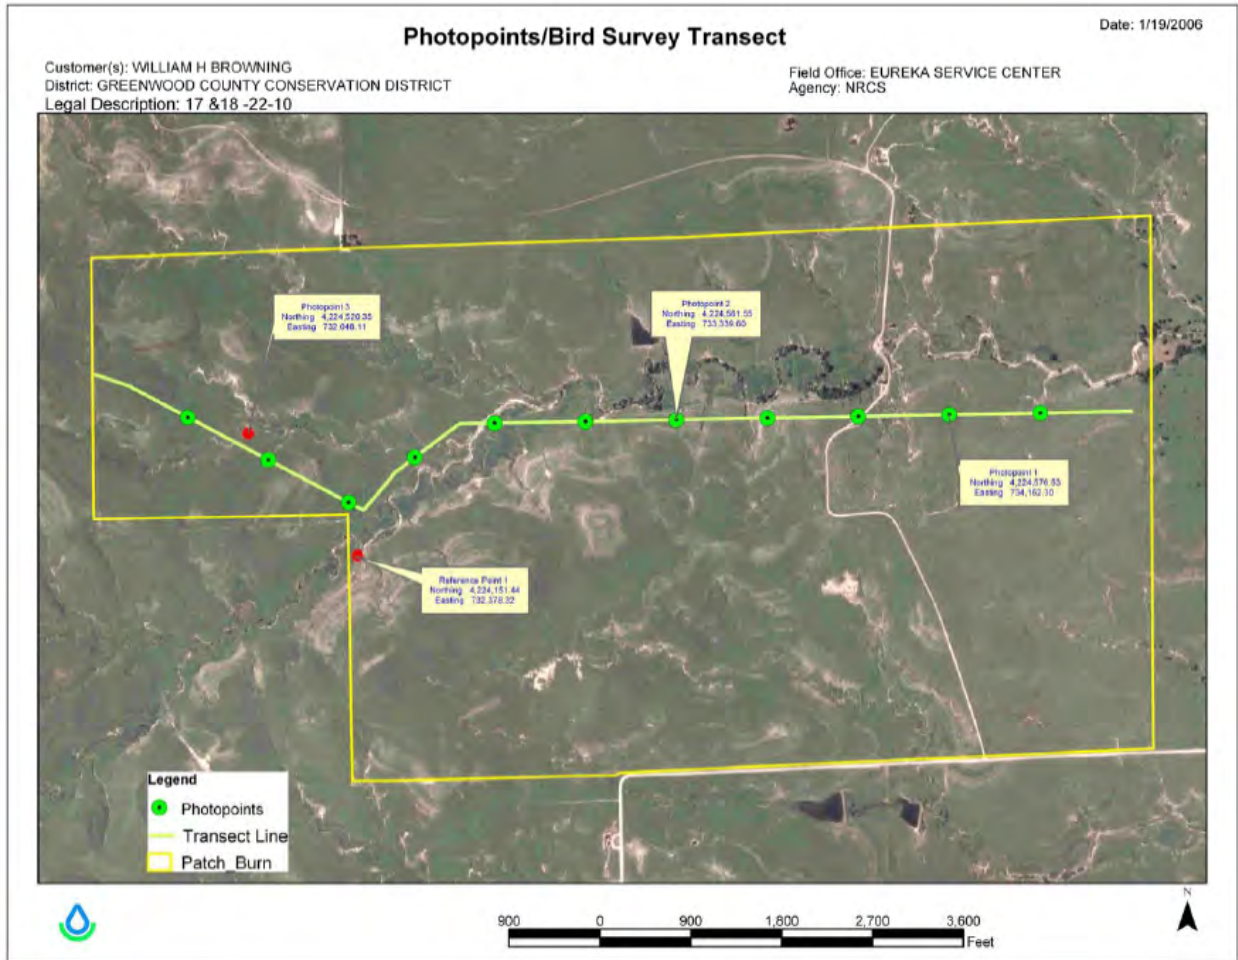 Photopoints/Bird Survey Transect
Date: 1/19/2006
Customer(s): WILLIAM H BROWNING
District: GREENWOOD COUNTY CONSERVATION DISTRICT
Legal Description: 17 &18 -22-10
Field Office: EUREKA SERVICE CENTER
Agency: NRCS
Photopoint 3
Northing 4,224,520.35
Easting 732,048.11
Photopoint 2
Northing 4,224,561.55
Easting 733,339.60
Photopoint 1
Northing 4,224,576.53
Easting 734,162.30
Reference Point 1
Northing 4,224,151.44
Easting 732,378.32
Legend
Photopoints
Transect Line
Patch_Burn
N
900 0 900 1,800 2,700 3,600
Feet